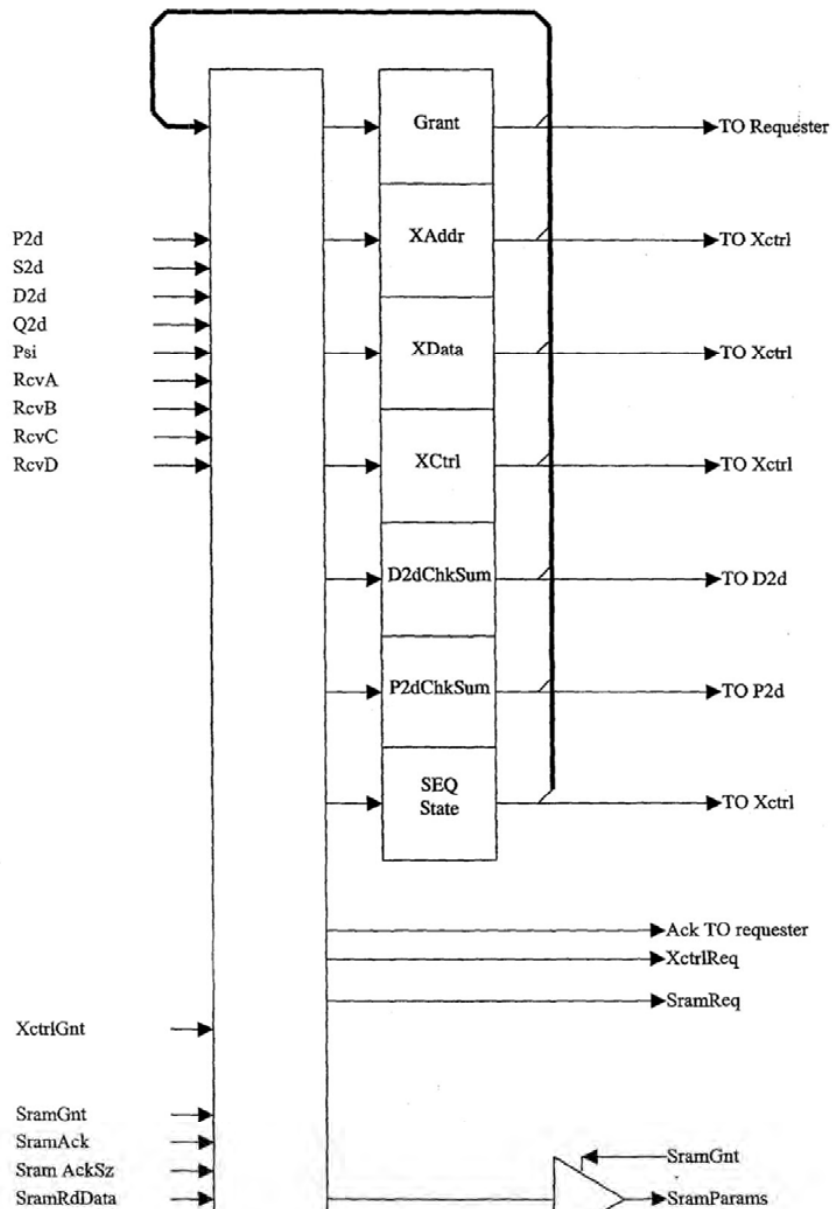 Grant
TO Requester
P2d
XAddr
TO Xctrl
S2d
D2d
Q2d
Psi
XData
TO Xctrl
RcvA
RcvB
RcvC
RcvD
XCtrl
TO Xctrl
D2dChkSum
TO D2d
P2dChkSum
TO P2d
SEQ
State
TO Xctrl
Ack TO requester
XctrlReq
SramReq
XctrlGnt
SramGnt
SramAck
Sram AckSz
SramGnt
SramRdData
SramParams